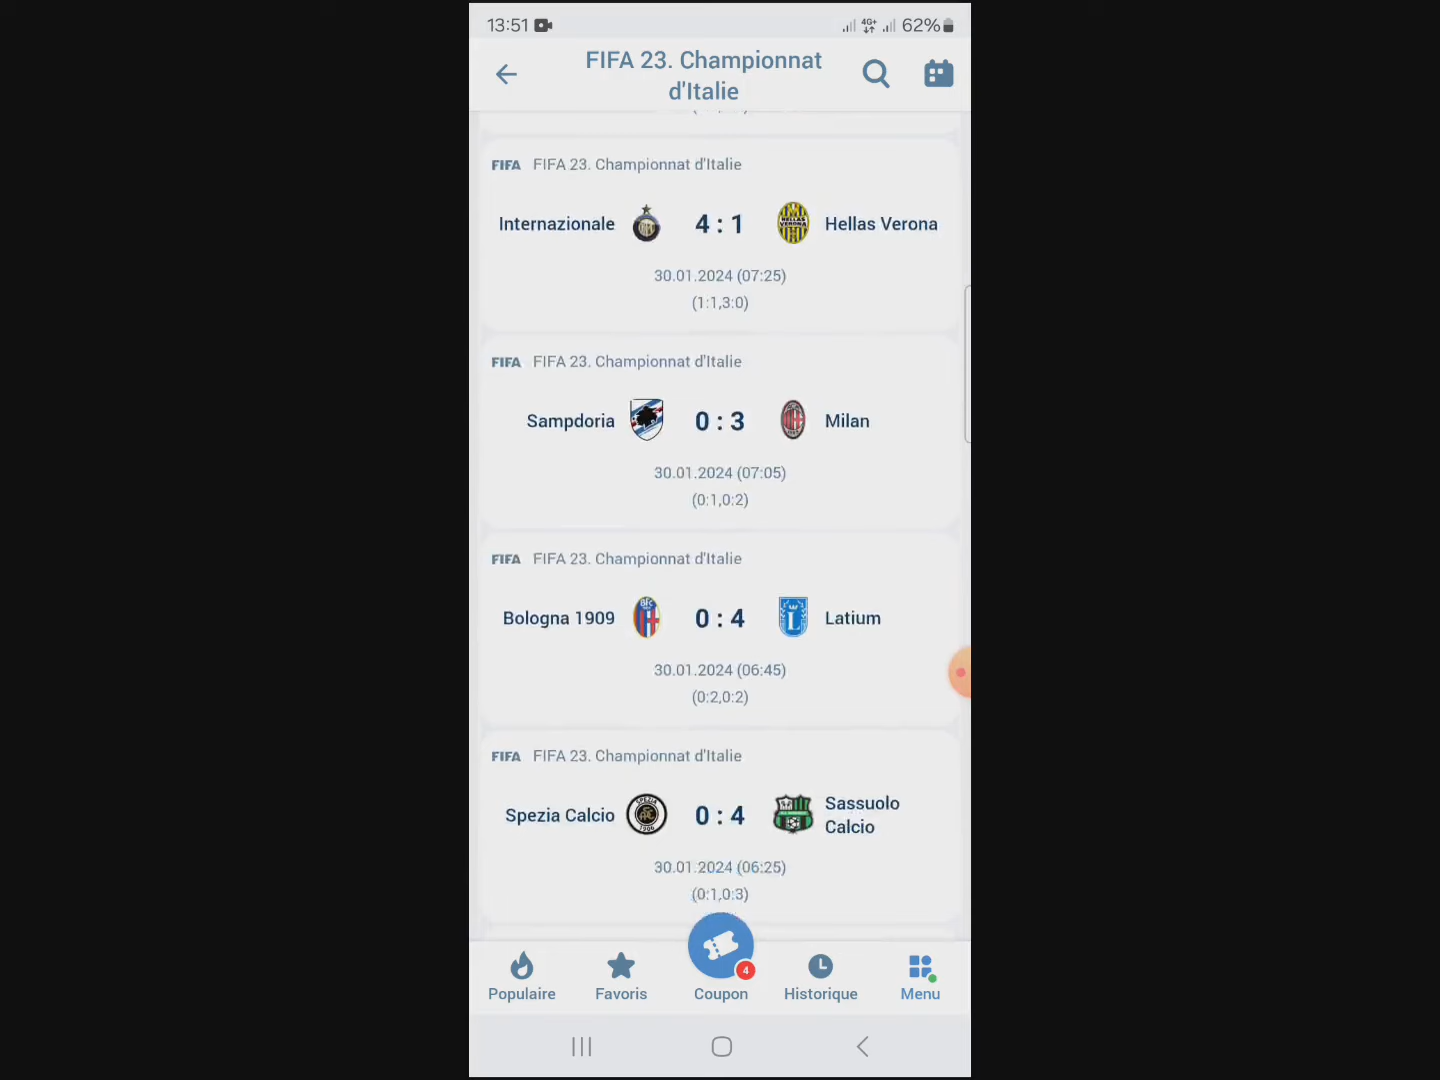 13:51 4G+ 62%
FIFA 23. Championnat
d'Italie
FIFA FIFA 23. Championnat d'Italie
Internazionale 4 : 1 Hellas Verona
30.01.2024 (07:25)
(1:1,3:0)
FIFA FIFA 23. Championnat d'Italie
Sampdoria 0 : 3 Milan
30.01.2024 (07:05)
(0:1,0:2)
FIFA FIFA 23. Championnat d'Italie
Bologna 1909 0 : 4 Latium
30.01.2024 (06:45)
(0:2,0:2)
FIFA FIFA 23. Championnat d'Italie
Spezia Calcio 0 : 4 Sassuolo
Calcio
30.01.2024 (06:25)
(0:1,0:3)
4
Populaire Favoris Coupon Historique Menu